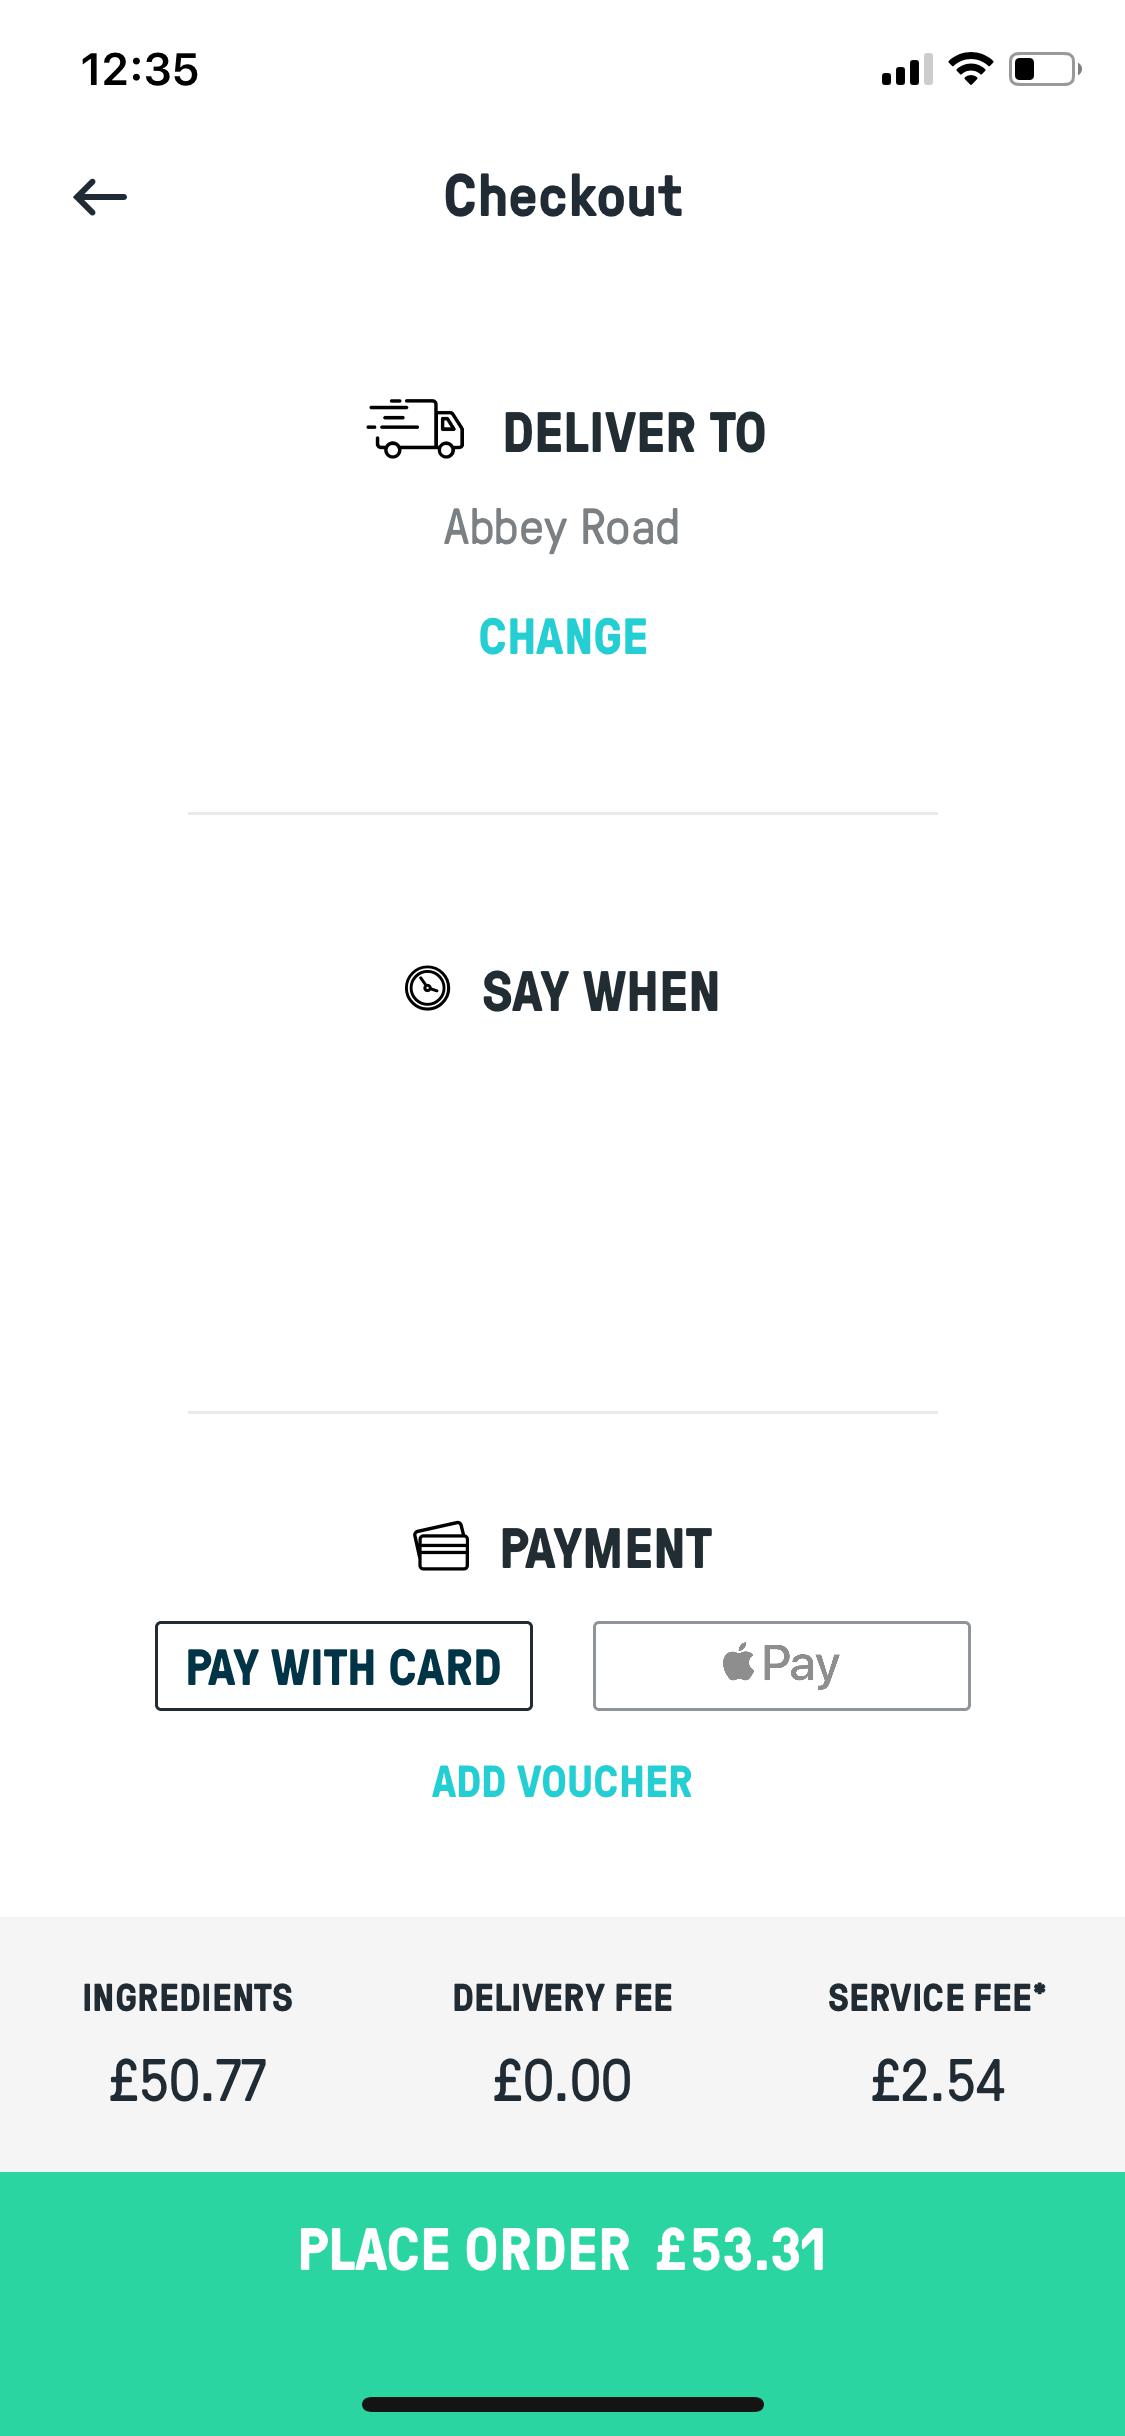 12:35
Checkout
DELIVER TO
Abbey Road
CHANGE
SAY WHEN
PAYMENT
PAY WITH CARD Pay
ADD VOUCHER
INGREDIENTS DELIVERY FEE SERVICE FEE*
£50.77 £0.00 £2.54
PLACE ORDER £53.31